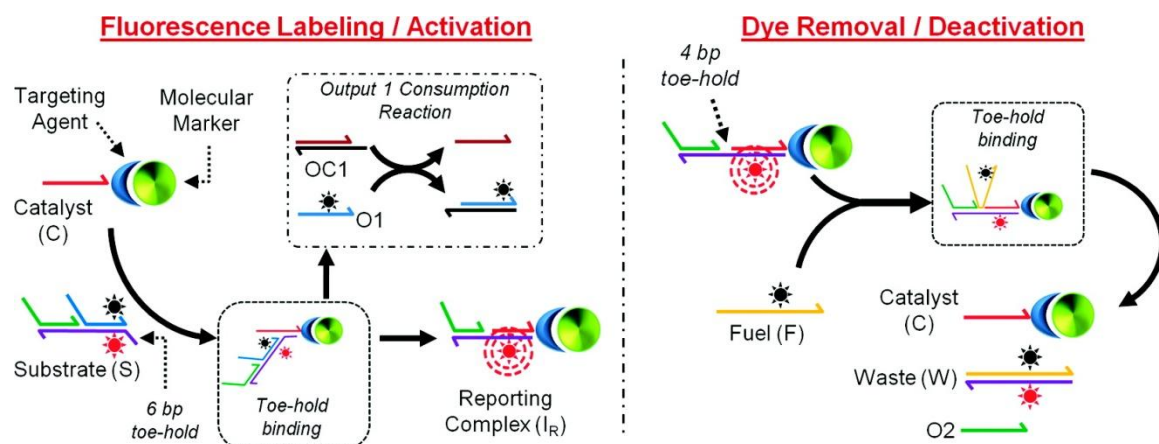 Fluorescence Labeling / Activation
Targeting
Agent
Molecular
Marker
Catalyst
(C)
Output 1 Consumption
Reaction
OC1
O1
Substrate (S)
6 bp
toe-hold
Toe-hold
binding
Reporting
Complex (IR)
Dye Removal / Deactivation
4 bp
toe-hold
Toe-hold
binding
Fuel (F)
Catalyst
(C)
Waste (W)
O2